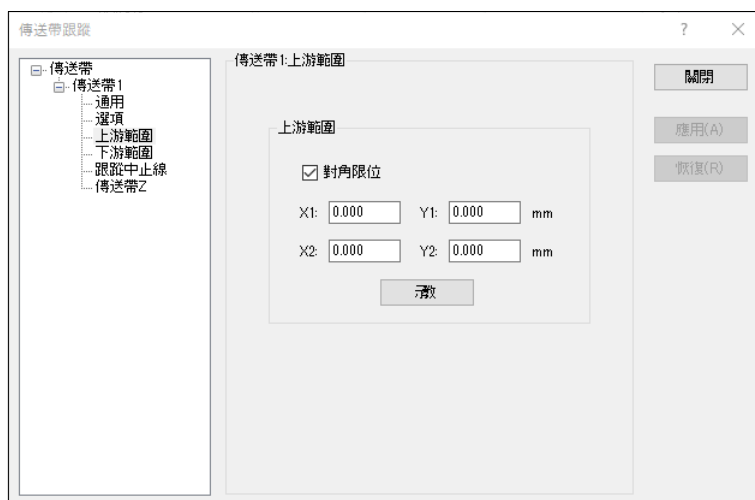 傳送帶跟蹤
?
傳送帶
傳送帶1
通用
選項
上游範圍
下游範圍
跟蹤中止線
傳送帶Z
傳送帶1:上游範圍
上游範圍
對角限位
X1: 0.000 Y1: 0.000 mm
X2: 0.000 Y2: 0.000 mm
示教
關閉
應用(A)
恢復(R)